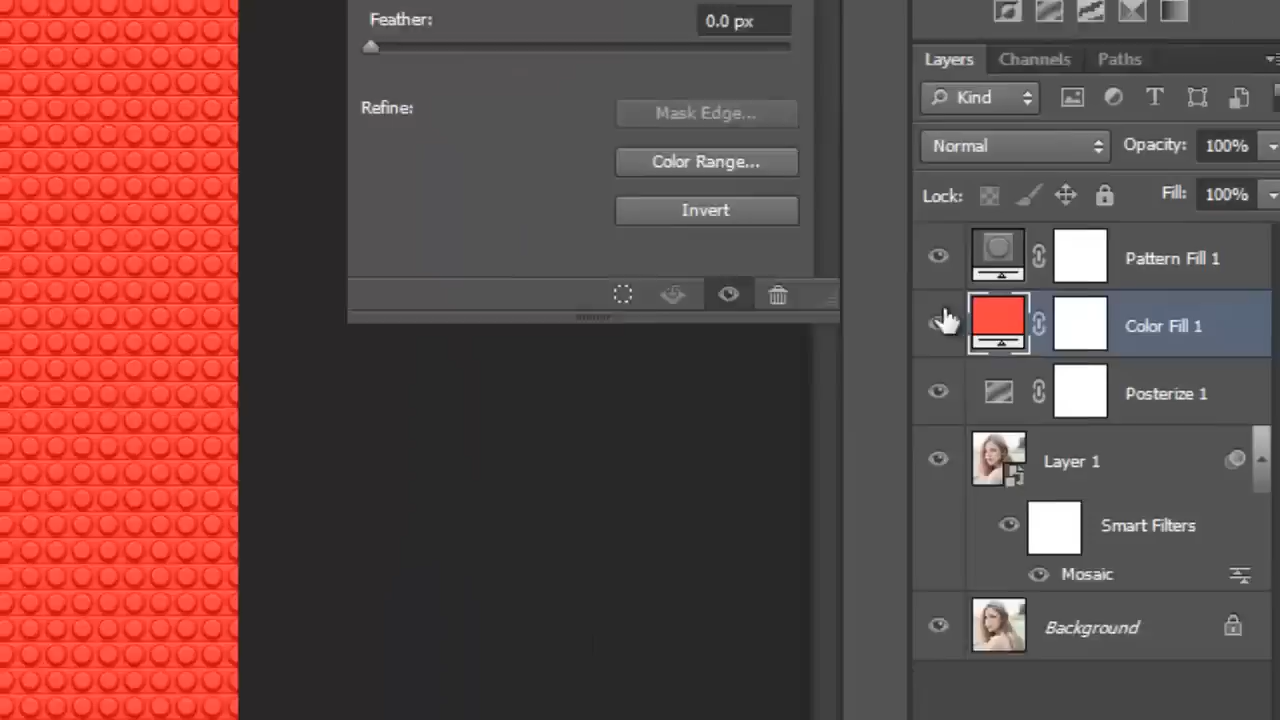 Feather:
0.0 px
Refine:
Mask Edge...
Color Range...
Invert
Layers
Channels
Paths
Kind
Normal
Opacity:
100%
Lock:
Fill:
100%
Pattern Fill 1
Color Fill 1
Posterize 1
Layer 1
Smart Filters
Mosaic
Background